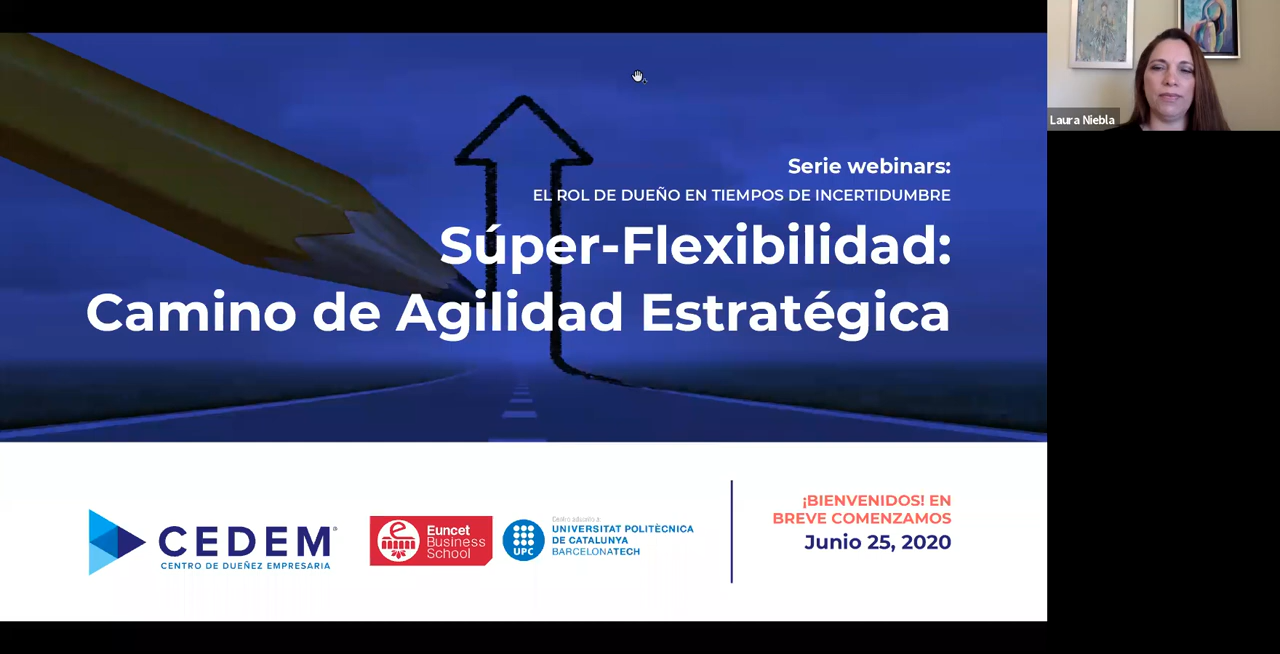 Laura Niebla
Serie webinars:
EL ROL DE DUEÑO EN TIEMPOS DE INCERTIDUMBRE
Súper-Flexibilidad:
Camino de Agilidad Estratégica
CEDEM®
CENTRO DE DUEÑEZ EMPRESARIA
Euncet
Business
School
UPC
Centro adscrito a:
UNIVERSITAT POLITÈCNICA
DE CATALUNYA
BARCELONATECH
¡BIENVENIDOS! EN
BREVE COMENZAMOS
Junio 25, 2020